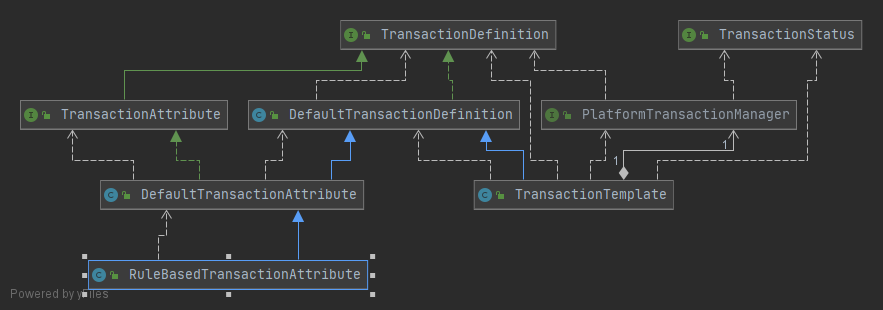 TransactionDefinition
TransactionStatus
TransactionAttribute
DefaultTransactionDefinition
PlatformTransactionManager
1
1
DefaultTransactionAttribute
TransactionTemplate
RuleBasedTransactionAttribute
Powered by yFiles